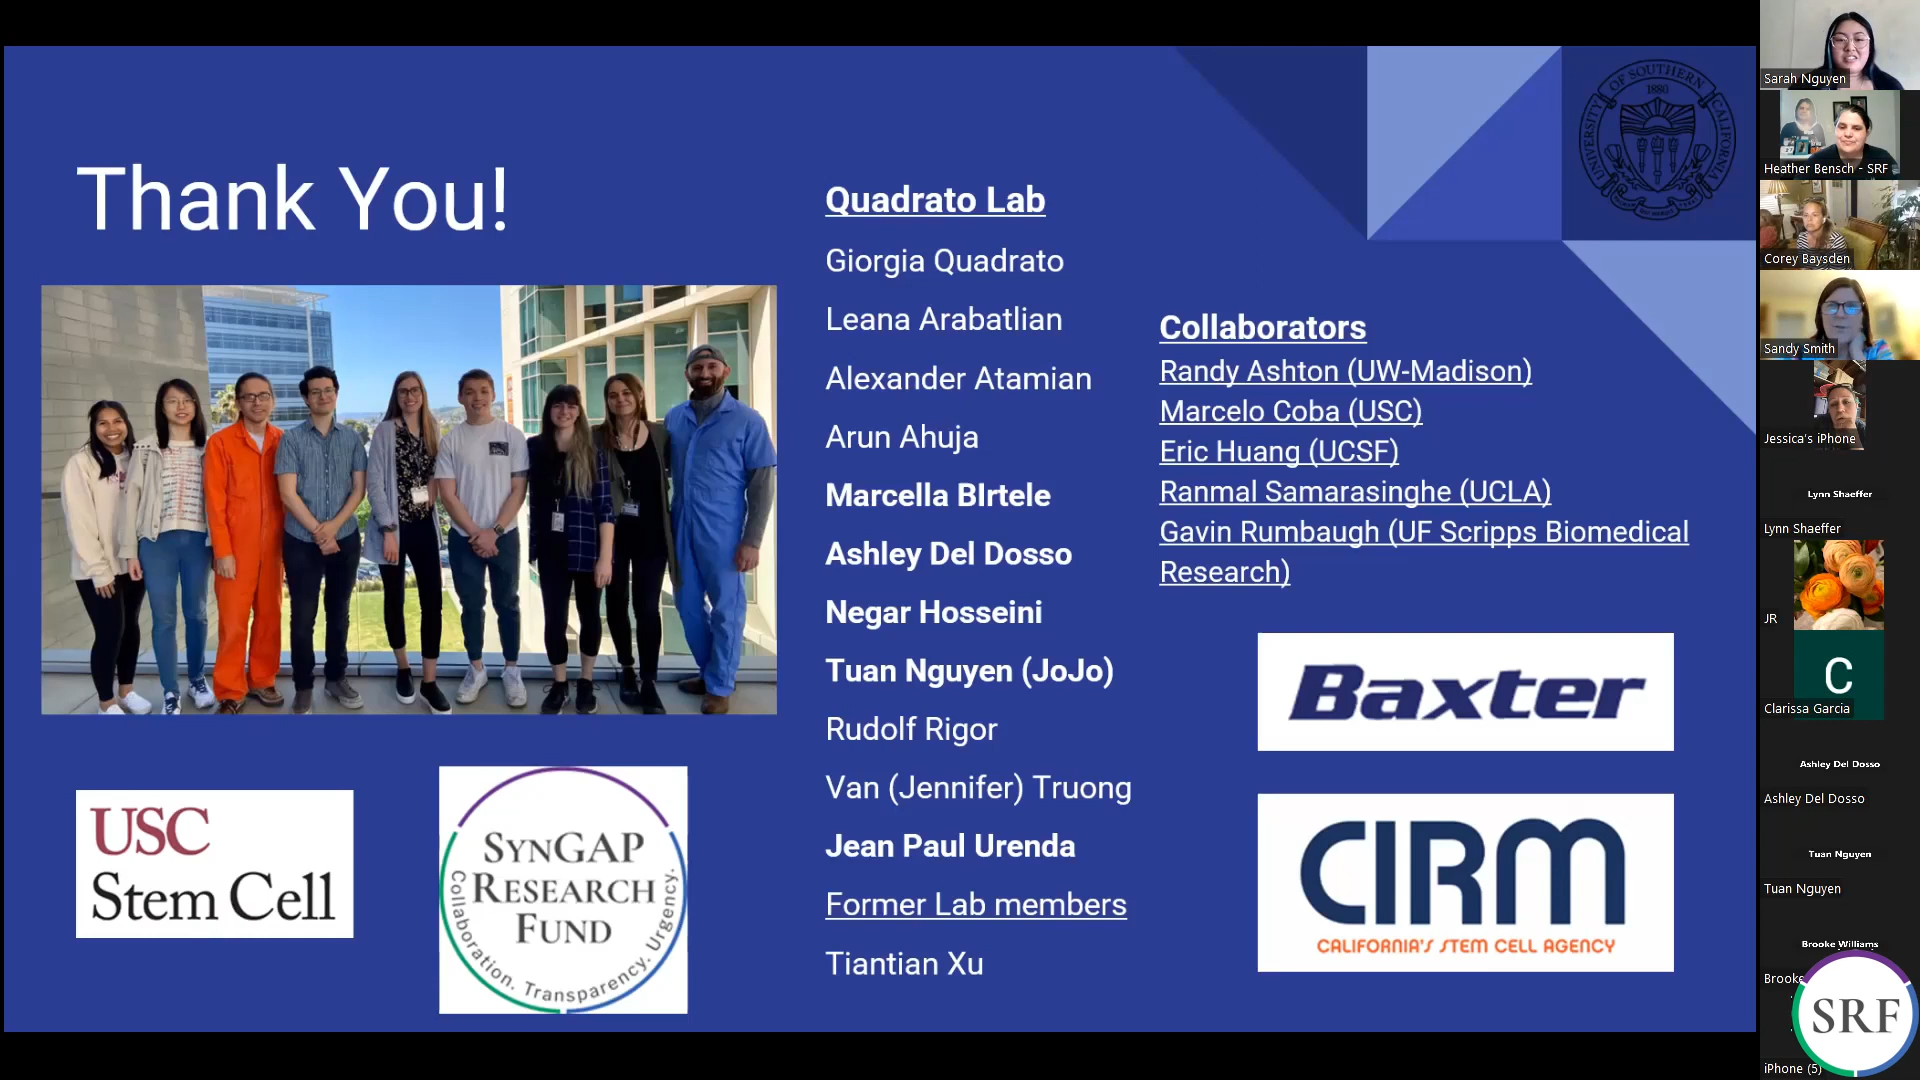 Thank You!
Quadrato Lab
Giorgia Quadrato
Leana Arabatlian
Alexander Atamian
Arun Ahuja
Marcella BIrtele
Ashley Del Dosso
Negar Hosseini
Tuan Nguyen (JoJo)
Rudolf Rigor
Van (Jennifer) Truong
Jean Paul Urenda
Former Lab members
Tiantian Xu
Collaborators
Randy Ashton (UW-Madison)
Marcelo Coba (USC)
Eric Huang (UCSF)
Ranmal Samarasinghe (UCLA)
Gavin Rumbaugh (UF Scripps Biomedical
Research)
USC
Stem Cell
SYNGAP
RESEARCH
FUND
Collaboration. Transparency. Urgency.
Baxter
CIRM
CALIFORNIA'S STEM CELL AGENCY
UNIVERSITY OF SOUTHERN CALIFORNIA
1880
Sarah Nguyen
Heather Bensch - SRF
Corey Baysden
Sandy Smith
Jessica's iPhone
Lynn Shaeffer
Lynn Shaeffer
JR
C
Clarissa Garcia
Ashley Del Dosso
Ashley Del Dosso
Tuan Nguyen
Tuan Nguyen
Brooke Williams
Brooke
SRF
iPhone (5)